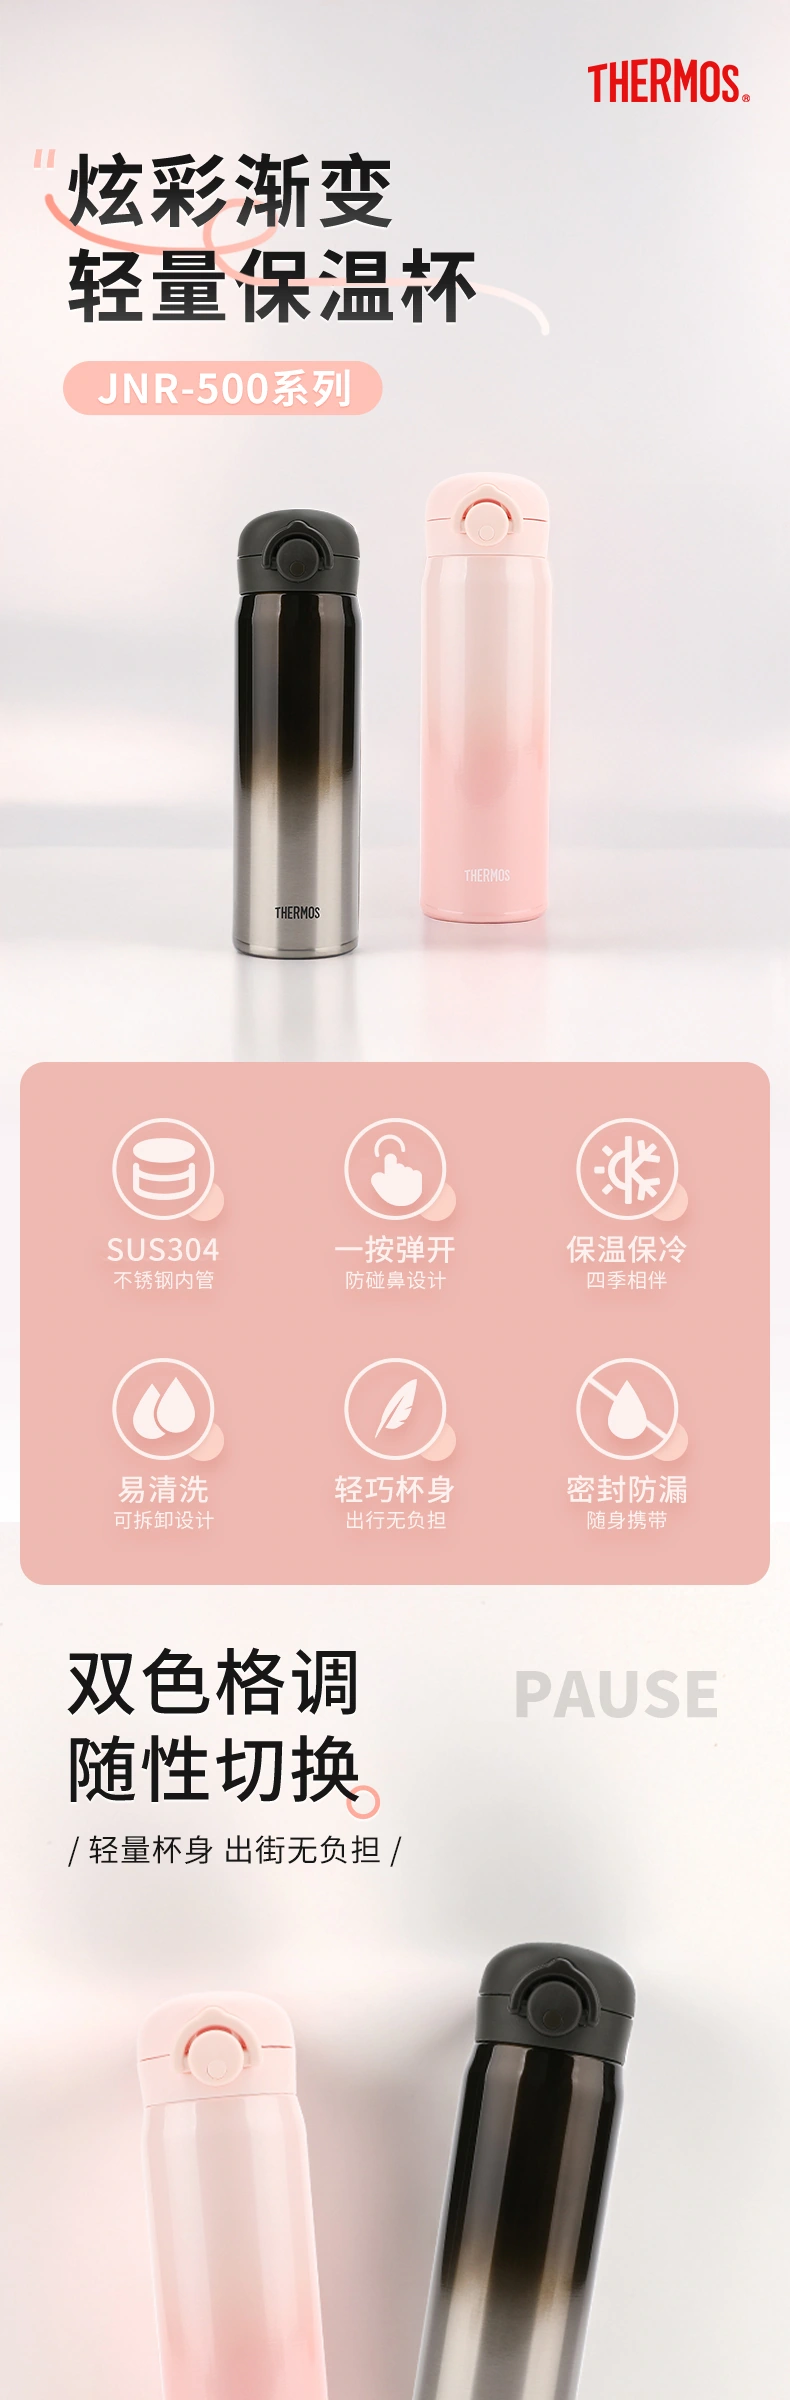 THERMOS®
炫彩渐变
轻量保温杯
JNR-500系列
THERMOS
THERMOS
SUS304
不锈钢内管
一按弹开
防碰鼻设计
保温保冷
四季相伴
易清洗
可拆卸设计
轻巧杯身
出行无负担
密封防漏
随身携带
双色格调
PAUSE
随性切换
/ 轻量杯身 出街无负担 /